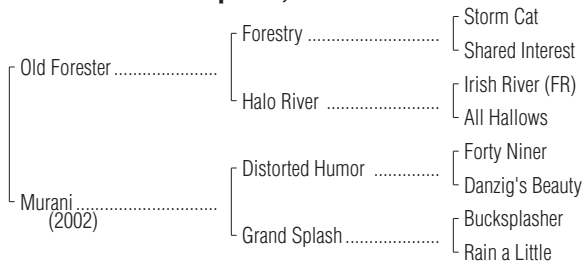 Forestry
Storm Cat
Shared Interest
Old Forester
Halo River
Irish River (FR)
All Hallows
Distorted Humor
Forty Niner
Danzig's Beauty
Murani
(2002)
Grand Splash
Bucksplasher
Rain a Little